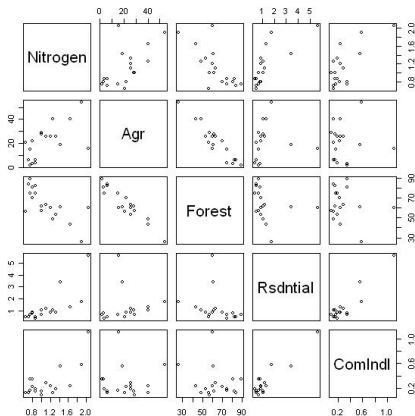 0 20 40 1 2 3 4 5
Nitrogen
0.8 1.2 1.6 2.0
0 20 40
Agr
Forest
30 50 70 90
1 2 3 4 5
Rsdntial
ComIndl
0.2 0.6 1.0
0.8 1.2 1.6 2.0 30 50 70 90 0.2 0.6 1.0